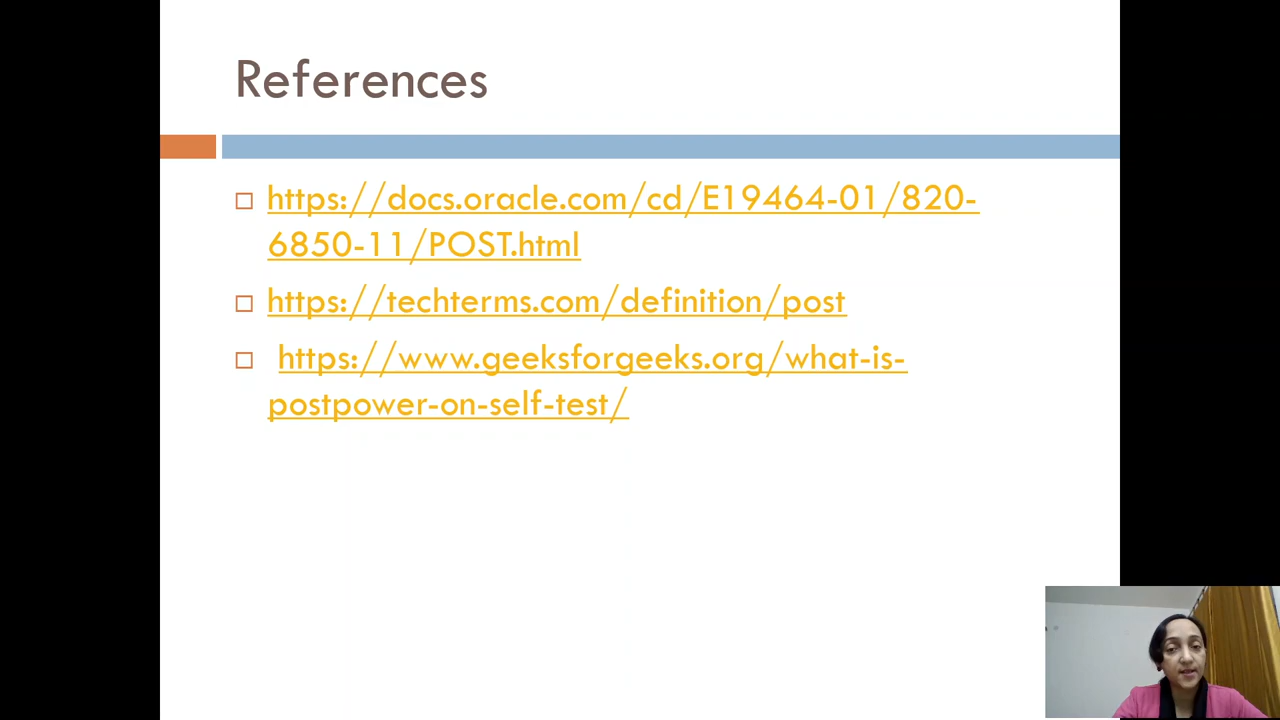 References
https://docs.oracle.com/cd/E19464-01/820-
6850-11/POST.html
https://techterms.com/definition/post
https://www.geeksforgeeks.org/what-is-
postpower-on-self-test/